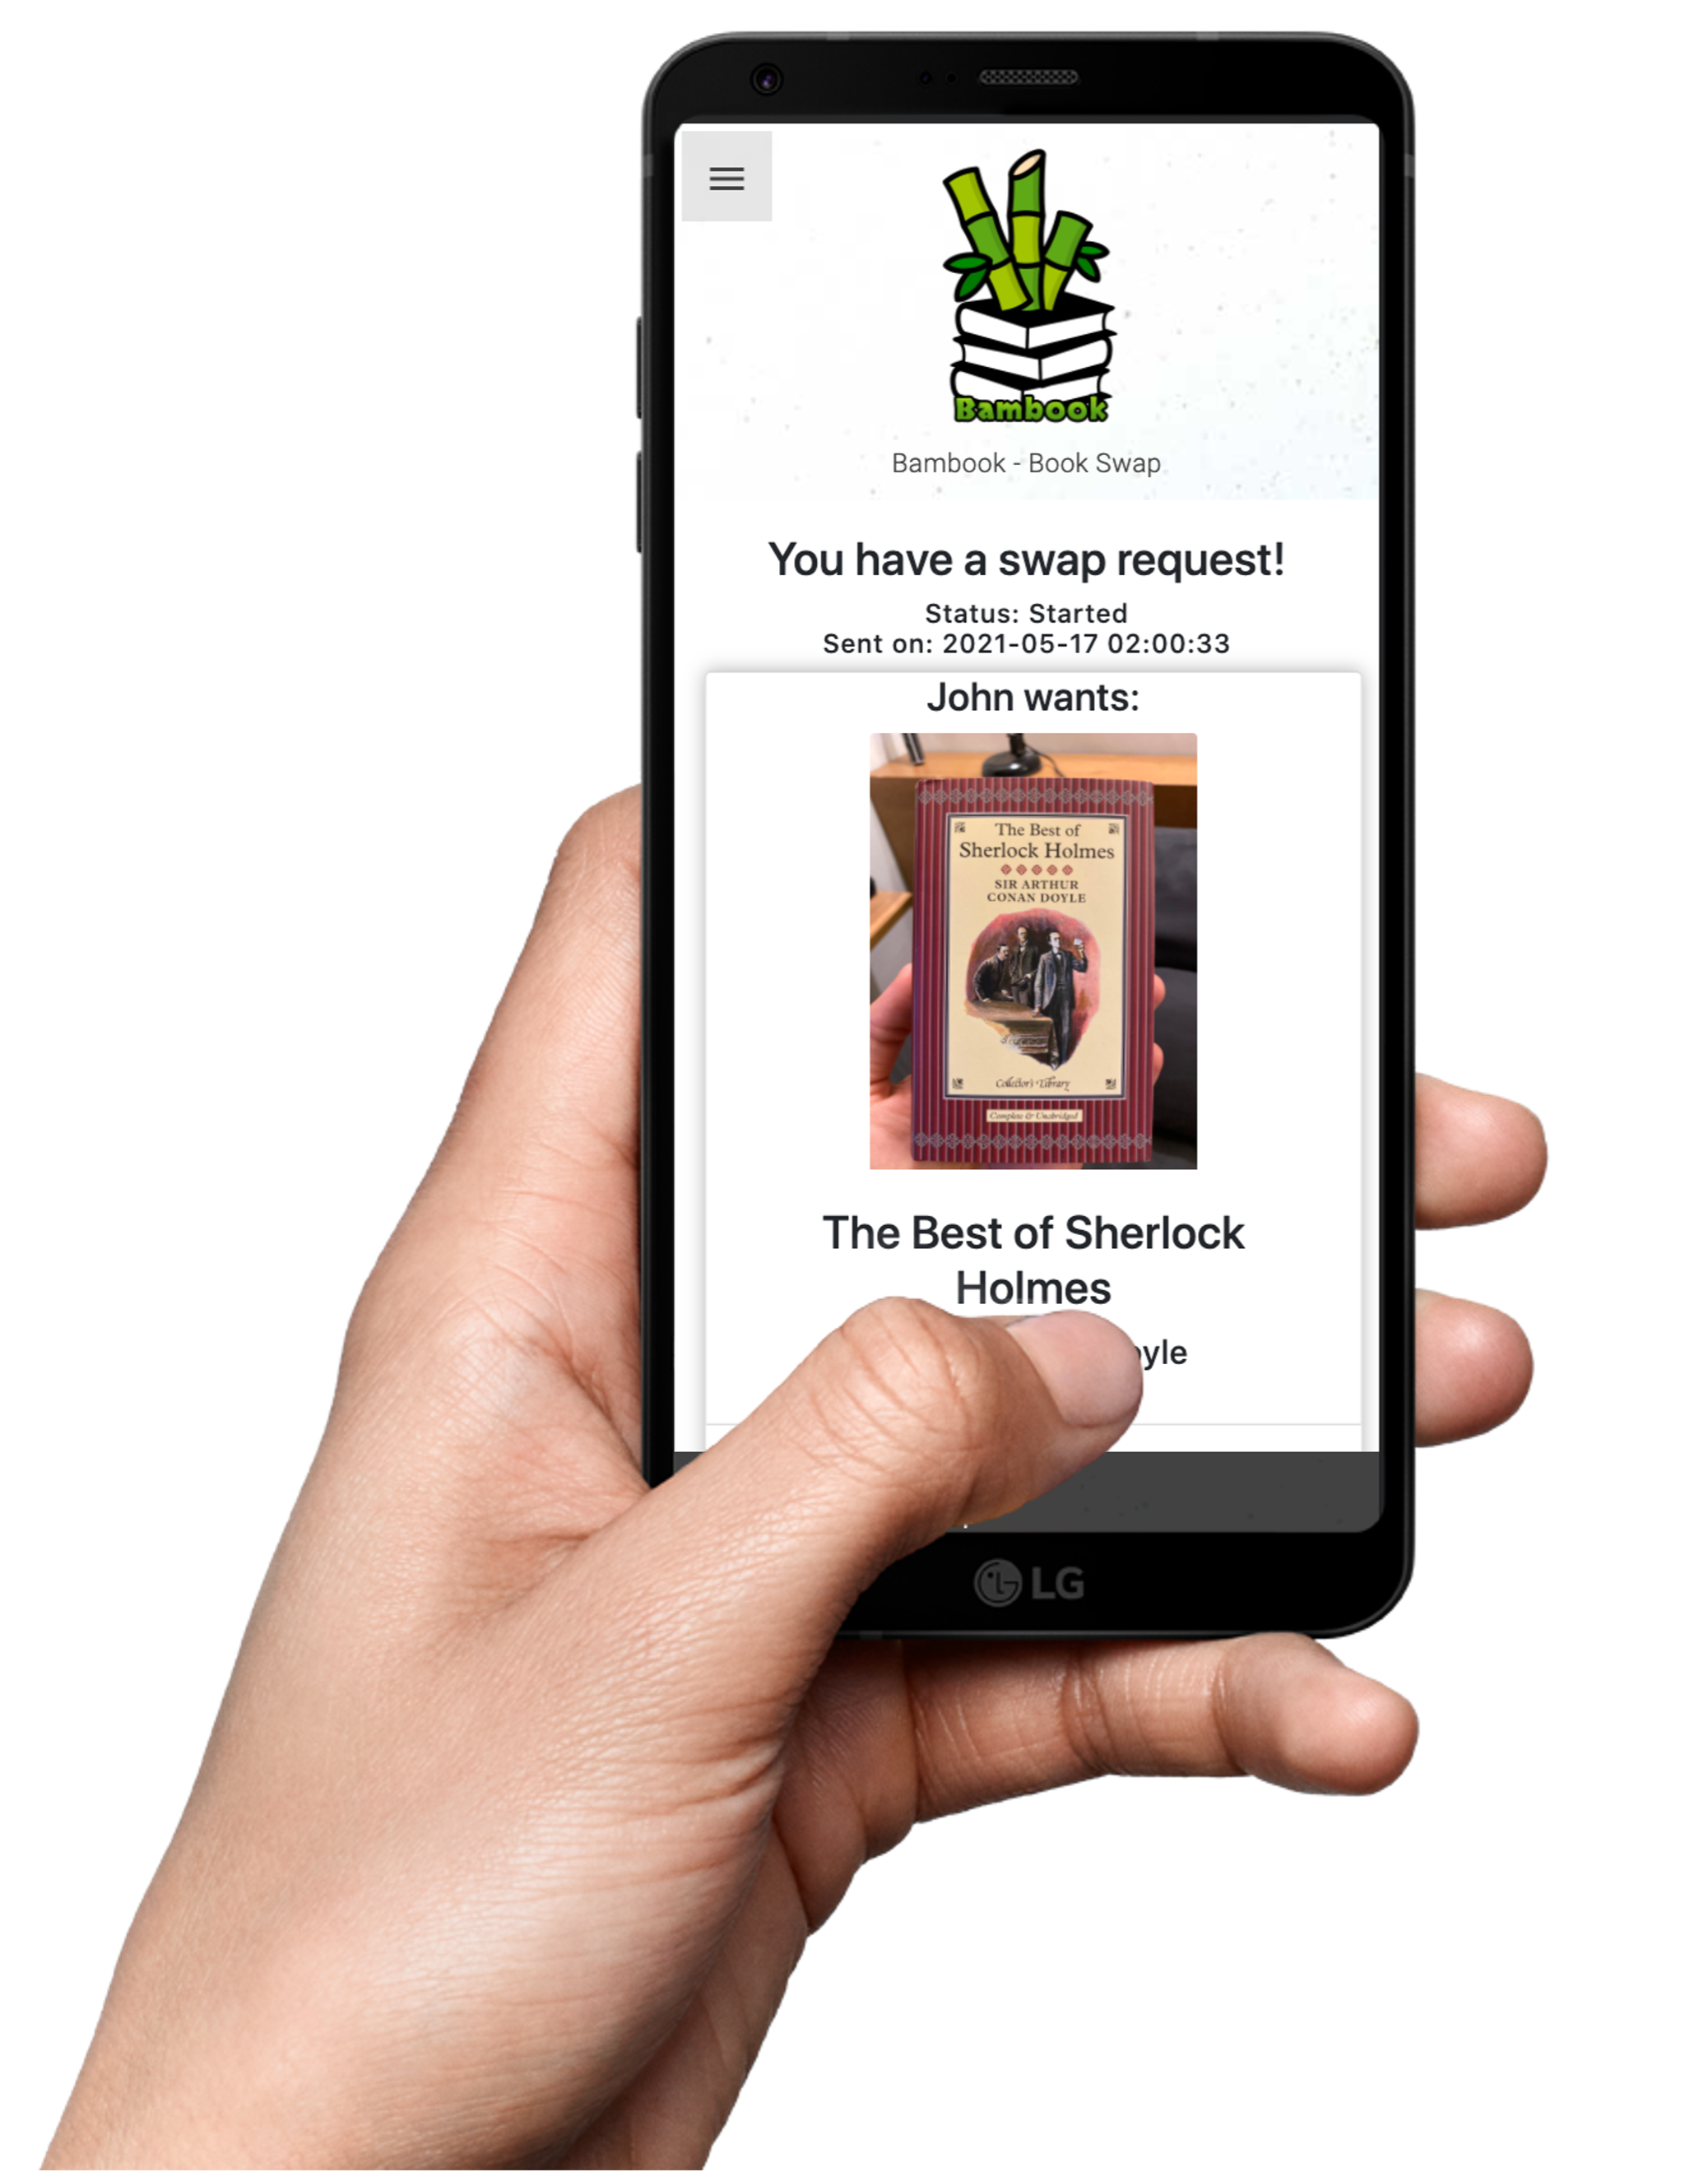 Bambook
Bambook - Book Swap
You have a swap request!
Status: Started
Sent on: 2021-05-17 02:00:33
John wants:
The Best of
Sherlock Holmes
SIR ARTHUR
CONAN DOYLE
Collector's Library
Complete & Unabridged
The Best of Sherlock
Holmes
yle
LG